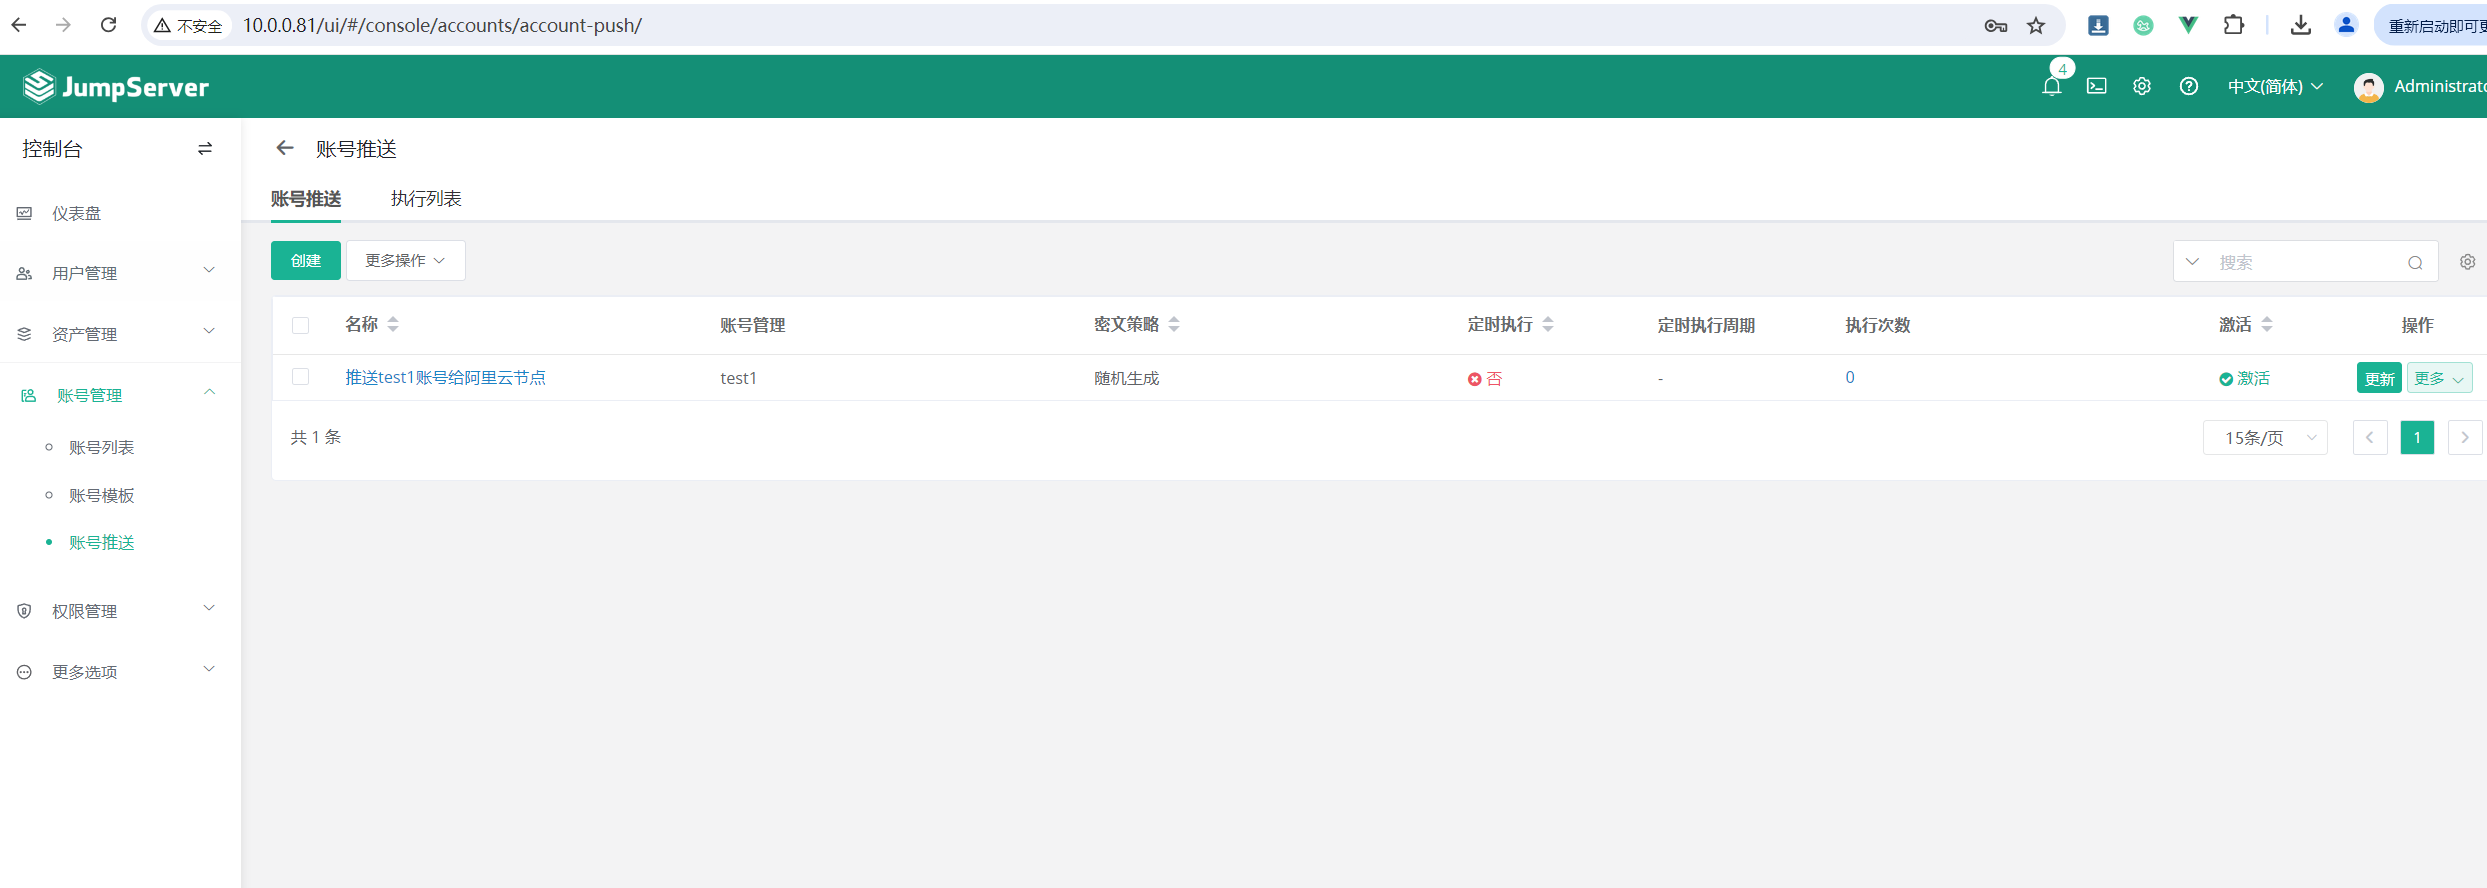 不安全 10.0.0.81/ui/#/console/accounts/account-push/ 重新启动即可更
JumpServer 4 中文(简体) Administrato
控制台
仪表盘
用户管理
资产管理
账号管理
账号列表
账号模板
账号推送
权限管理
更多选项
账号推送
账号推送 执行列表
创建 更多操作 搜索
名称 账号管理 密文策略 定时执行 定时执行周期 执行次数 激活 操作
推送test1账号给阿里云节点 test1 随机生成 否 - 0 激活 更新 更多
共 1 条 15条/页 1